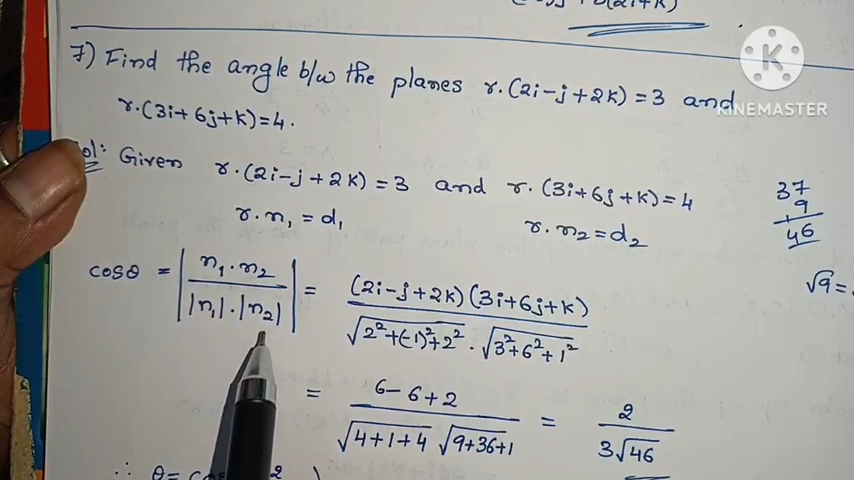 7) Find the angle b/w the planes r.(2i-j+2k)=3 and
r.(3i+6j+k)=4.
Sol: Given r.(2i-j+2k)=3 and r.(3i+6j+k)=4
r.n₁=d₁ r.n₂=d₂
cosθ = |n₁.n₂ / |n₁|.|n₂|| = (2i-j+2k)(3i+6j+k) / √(2²+(-1)²+2²) . √(3²+6²+1²)
= 6-6+2 / √(4+1+4) √(9+36+1) = 2 / 3√46
∴ θ=
37
9
+
46
√9=
K
KINEMASTER